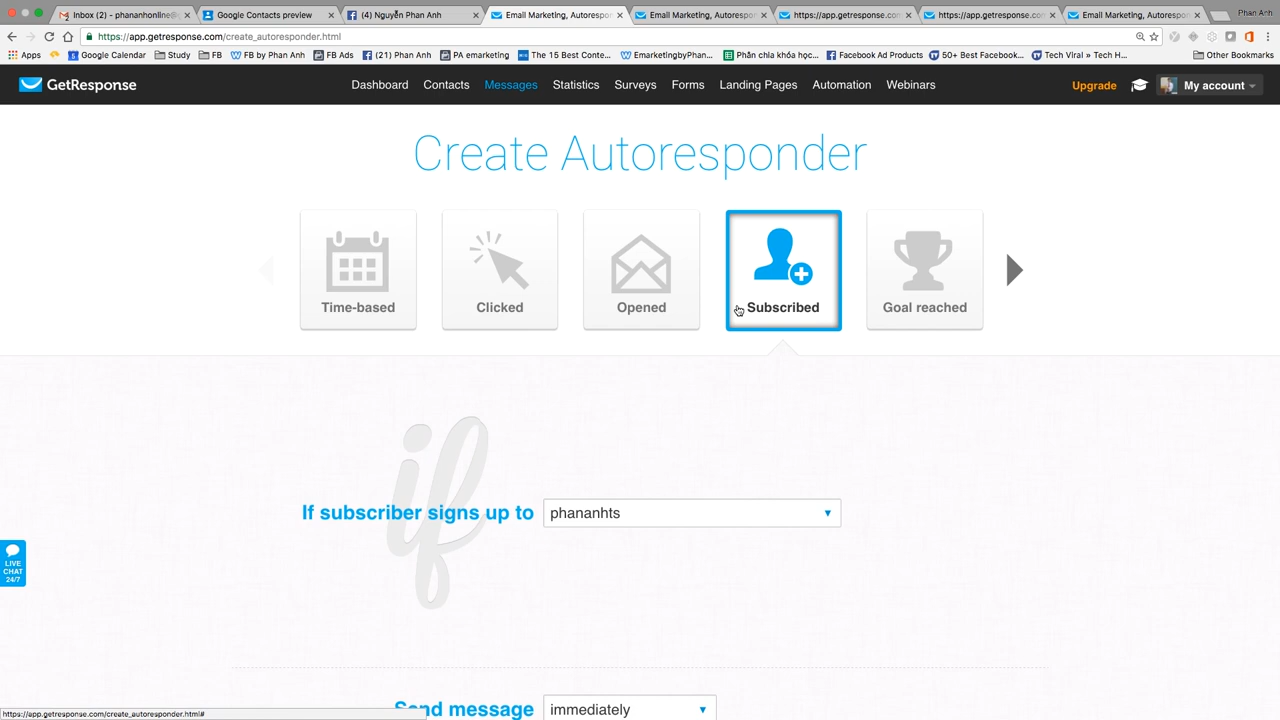 Inbox (2) - phananhonline@
Google Contacts preview
(4) Nguyễn Phan Anh
Email Marketing, Autorespon
Email Marketing, Autorespon
https://app.getresponse.com
https://app.getresponse.com
Email Marketing, Autorespon
Phan Anh
https://app.getresponse.com/create_autoresponder.html
Apps
Google Calendar
Study
FB
FB by Phan Anh
FB Ads
(21) Phan Anh
PA emarketing
The 15 Best Conte...
EmarketingbyPhan...
Phân chia khóa học...
Facebook Ad Products
50+ Best Facebook...
Tech Viral » Tech H...
Other Bookmarks
GetResponse
Dashboard
Contacts
Messages
Statistics
Surveys
Forms
Landing Pages
Automation
Webinars
Upgrade
My account
Create Autoresponder
Time-based
Clicked
Opened
Subscribed
Goal reached
if
If subscriber signs up to
phananhts
LIVE
CHAT
24/7
Send message
immediately
https://app.getresponse.com/create_autoresponder.html#